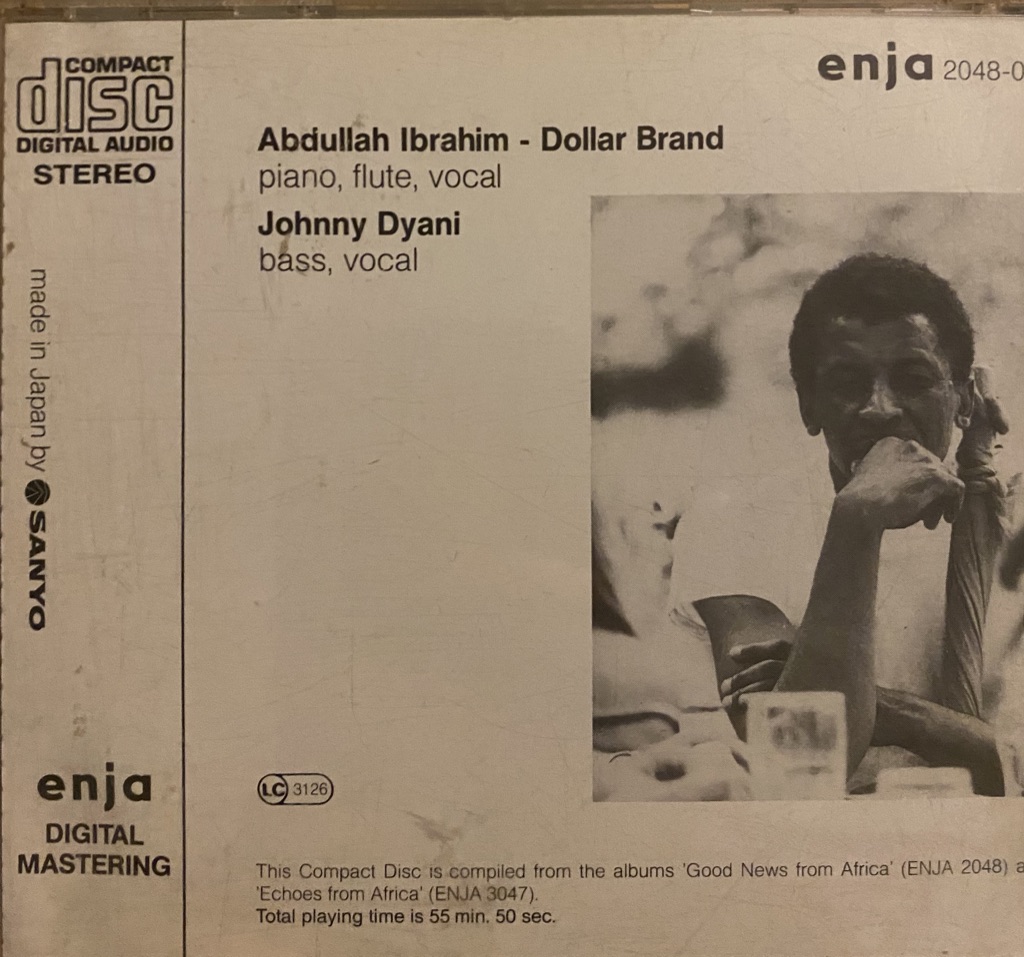 COMPACT
disc
DIGITAL AUDIO
STEREO
made in Japan by SANYO
enja
DIGITAL
MASTERING
enja 2048-0
Abdullah Ibrahim - Dollar Brand
piano, flute, vocal
Johnny Dyani
bass, vocal
LC 3126
This Compact Disc is compiled from the albums 'Good News from Africa' (ENJA 2048) a
'Echoes from Africa' (ENJA 3047).
Total playing time is 55 min. 50 sec.